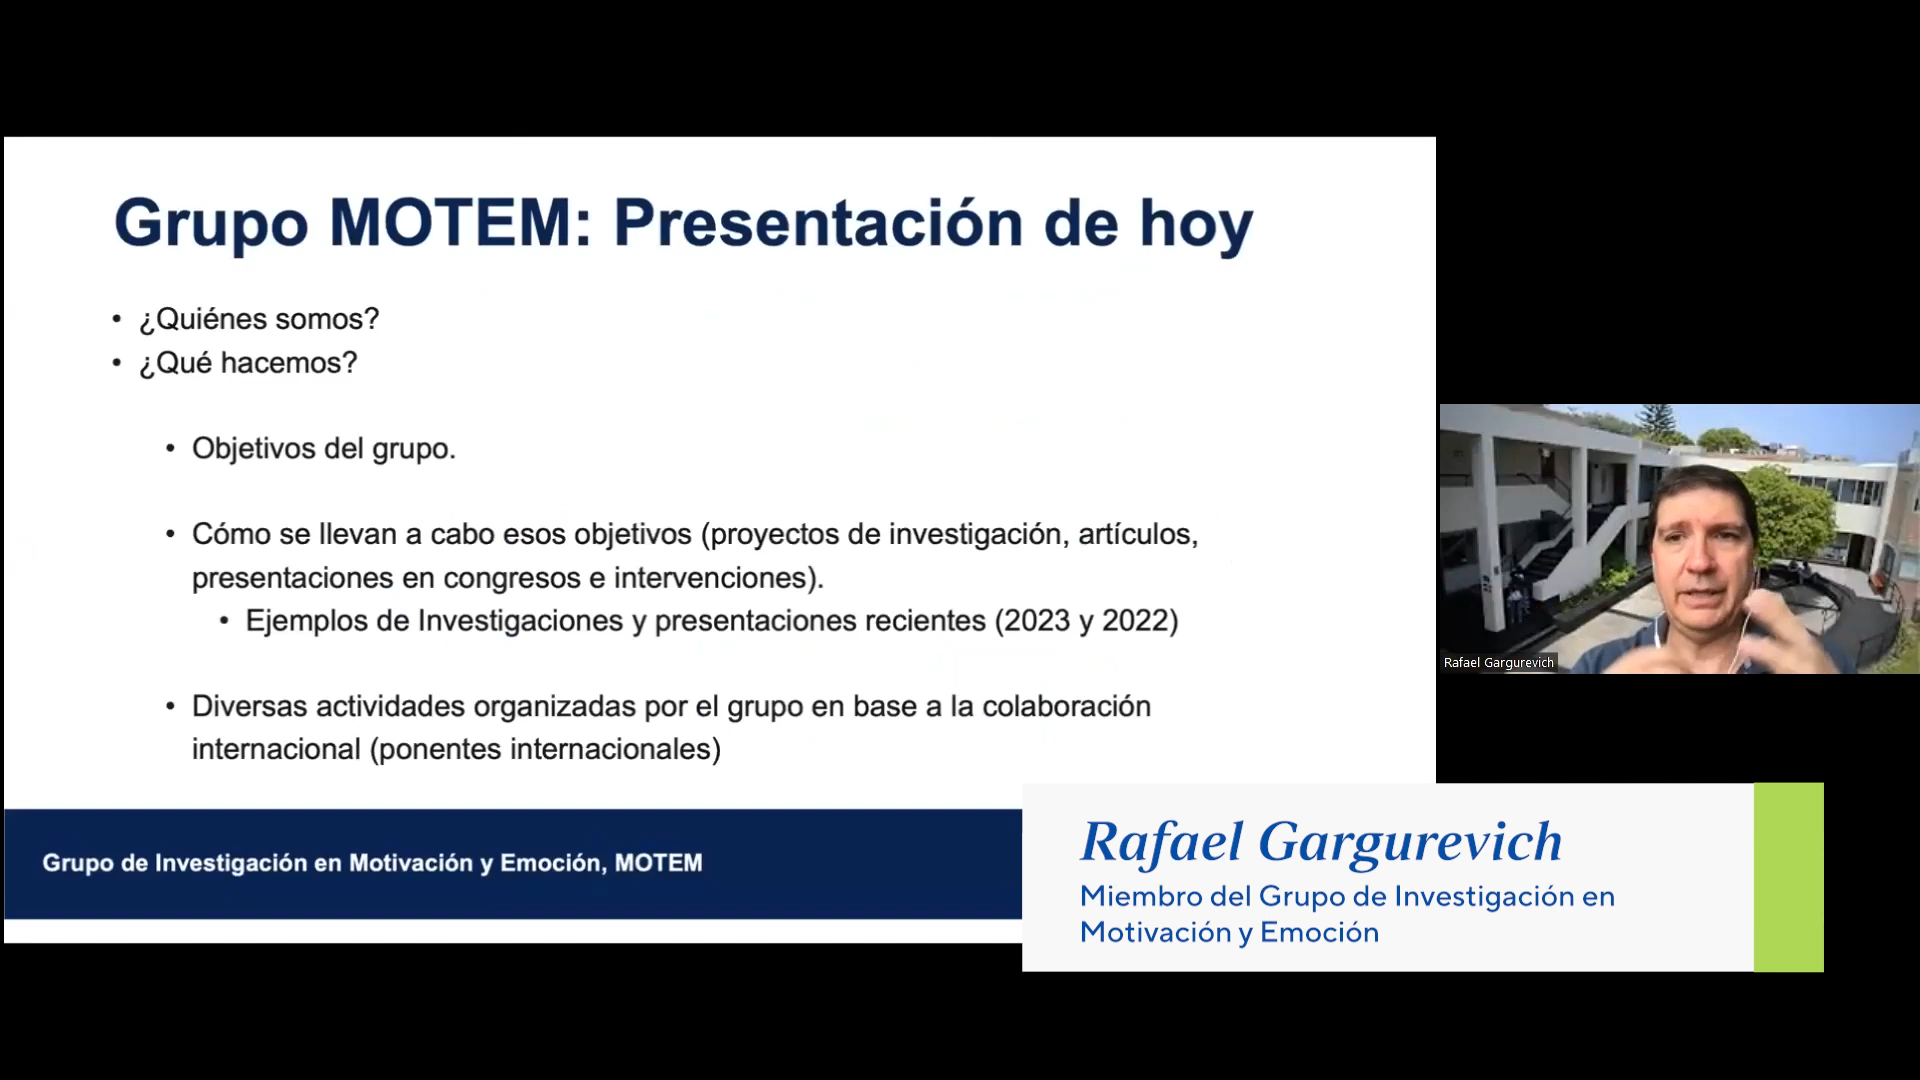 Grupo MOTEM: Presentación de hoy
• ¿Quiénes somos?
• ¿Qué hacemos?
• Objetivos del grupo.
• Cómo se llevan a cabo esos objetivos (proyectos de investigación, artículos,
presentaciones en congresos e intervenciones).
• Ejemplos de Investigaciones y presentaciones recientes (2023 y 2022)
• Diversas actividades organizadas por el grupo en base a la colaboración
internacional (ponentes internacionales)
Grupo de Investigación en Motivación y Emoción, MOTEM
Rafael Gargurevich
Rafael Gargurevich
Miembro del Grupo de Investigación en
Motivación y Emoción